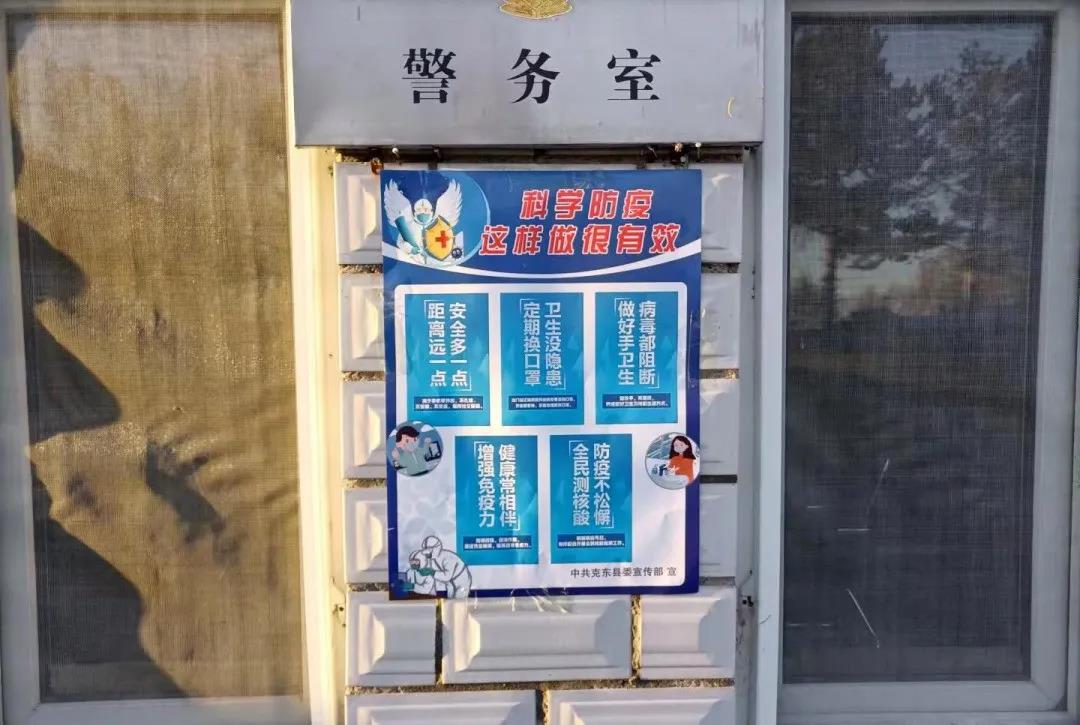 警务室
科学防疫
这样做很有效
安全多一点
距离远一点
卫生没隐患
定期换口罩
病毒都阻断
做好手卫生
健康常相伴
增强免疫力
防疫不松懈
全民测核酸
中共克东县委宣传部 宣